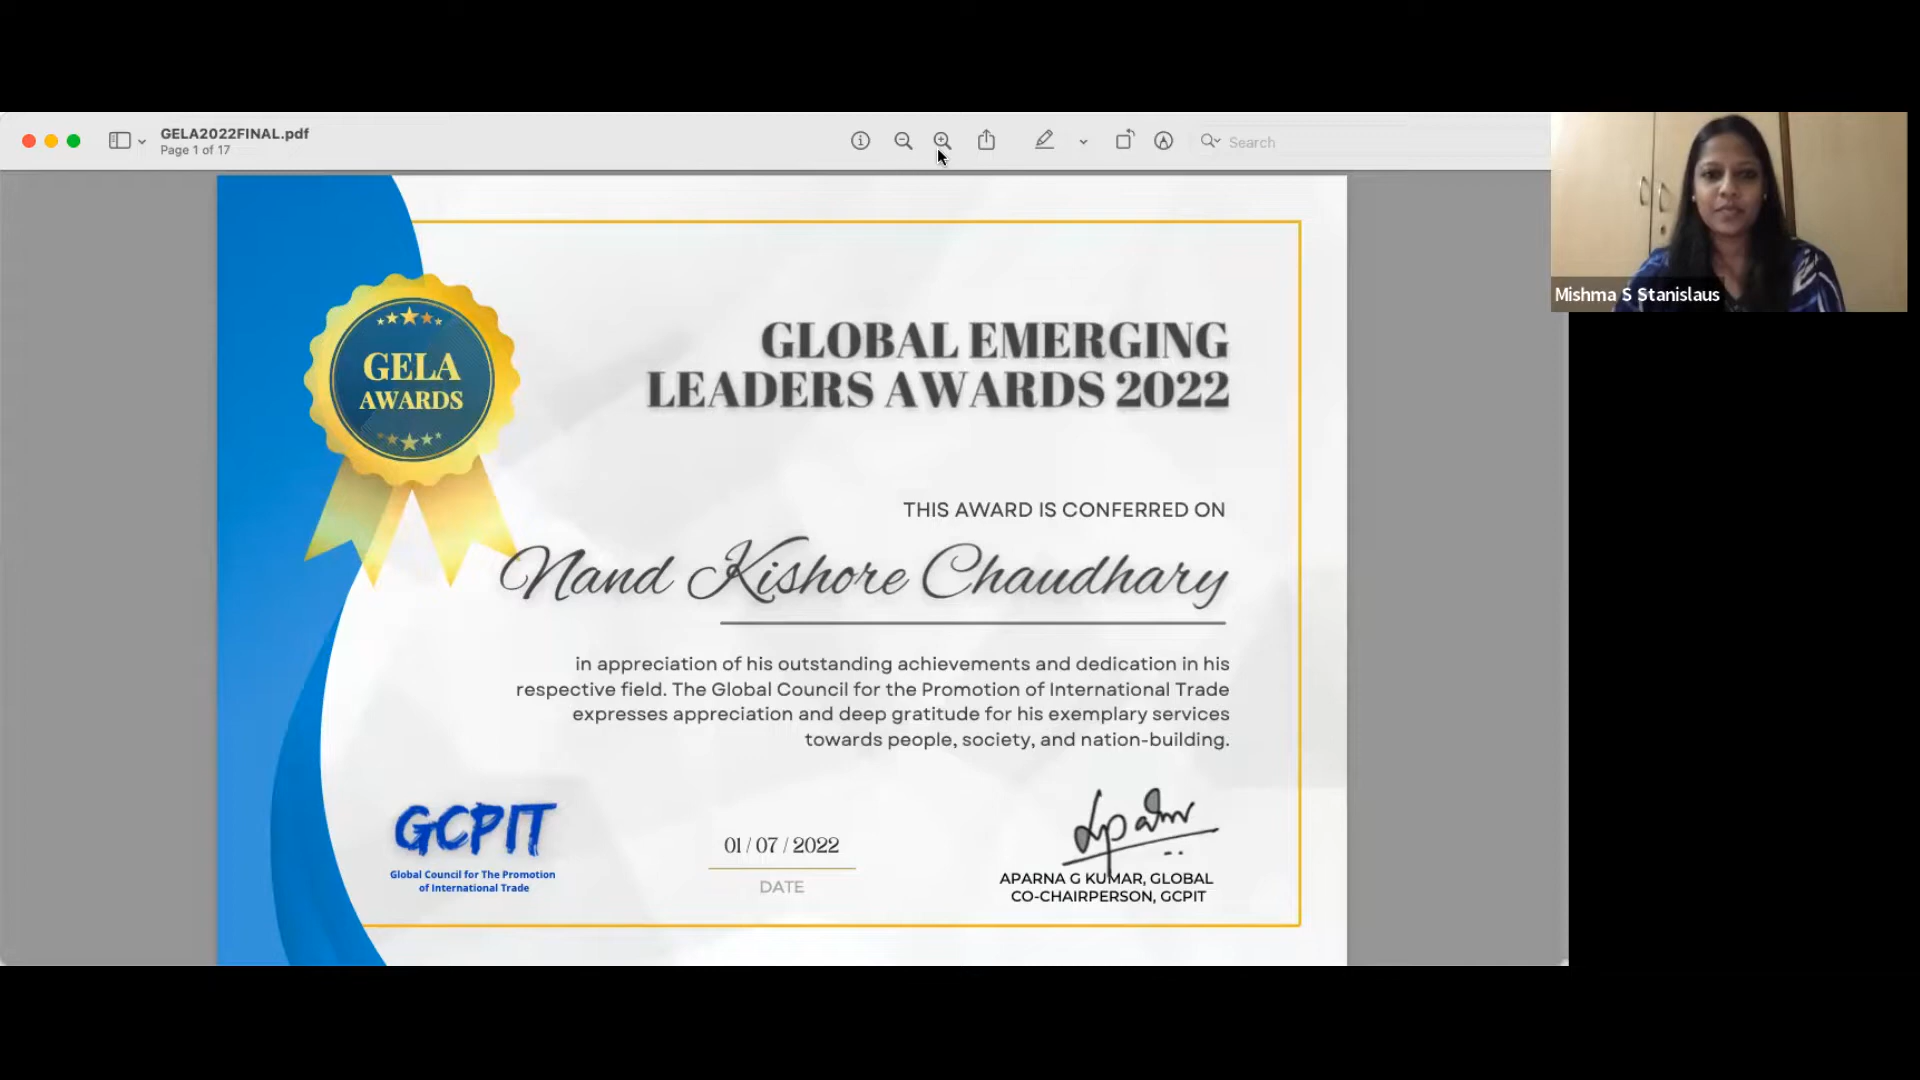 GELA2022FINAL.pdf
Page 1 of 17
Search
Mishma S Stanislaus
GELA
AWARDS
GLOBAL EMERGING
LEADERS AWARDS 2022
THIS AWARD IS CONFERRED ON
Nand Kishore Chaudhary
in appreciation of his outstanding achievements and dedication in his
respective field. The Global Council for the Promotion of International Trade
expresses appreciation and deep gratitude for his exemplary services
towards people, society, and nation-building.
GCPIT
Global Council for The Promotion
of International Trade
01 / 07 / 2022
DATE
APARNA G KUMAR, GLOBAL
CO-CHAIRPERSON, GCPIT